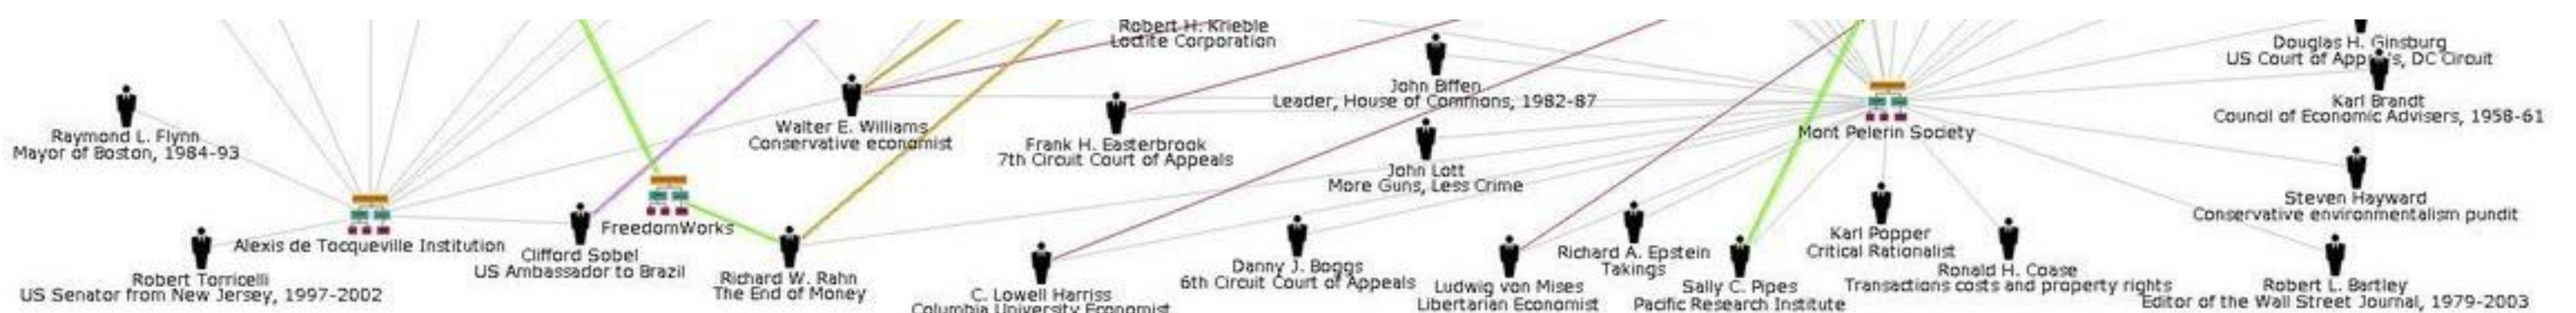 Robert H. Krieble
Loctite Corporation
Douglas H. Ginsburg
US Court of Appeals, DC Circuit
John Biffen
Leader, House of Commons, 1982-87
Karl Brandt
Council of Economic Advisers, 1958-61
Raymond L. Flynn
Mayor of Boston, 1984-93
Walter E. Williams
Conservative economist
Frank H. Easterbrook
7th Circuit Court of Appeals
Mont Pelerin Society
John Lott
More Guns, Less Crime
Steven Hayward
Conservative environmentalism pundit
Alexis de Tocqueville Institution
FreedomWorks
Clifford Sobel
US Ambassador to Brazil
Karl Popper
Critical Rationalist
Richard A. Epstein
Takings
Robert Torricelli
US Senator from New Jersey, 1997-2002
Richard W. Rahn
The End of Money
C. Lowell Harriss
Columbia University Economist
Danny J. Boggs
6th Circuit Court of Appeals
Ludwig von Mises
Libertarian Economist
Sally C. Pipes
Pacific Research Institute
Ronald H. Coase
Transactions costs and property rights
Robert L. Bartley
Editor of the Wall Street Journal, 1979-2003